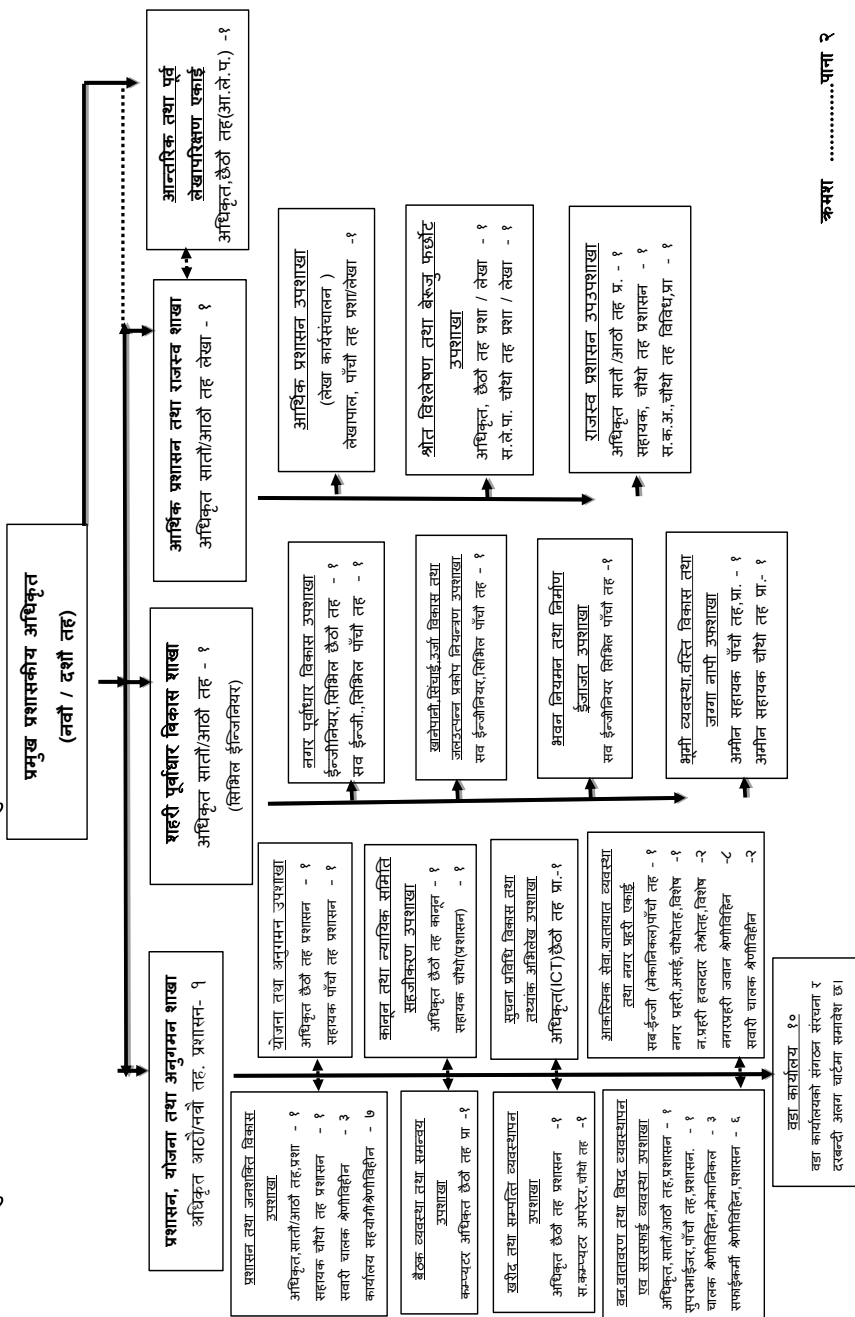 प्रमुख प्रशासकीय अधिकृत
(नवौ / दशौ तह)
प्रशासन, योजना तथा अनुगमन शाखा
अधिकृत आठौ/नवौ तह. प्रशासन- १
शहरी पूर्वाधार विकास शाखा
अधिकृत सातौ/आठौ तह - १
(सिभिल ईन्जिनियर)
आर्थिक प्रशासन तथा राजस्व शाखा
अधिकृत सातौ/आठौ तह लेखा - १
आन्तरिक तथा पूर्व
लेखापरिक्षण एकाई
अधिकृत,छैठौ तह(आ.ले.प.) -१
प्रशासन तथा जनशक्ति विकास
उपशाखा
अधिकृत,सातौ/आठौ तह,प्रशा - १
सहायक चौथो तह प्रशासन - १
सवारी चालक श्रेणीविहीन - ३
कार्यालय सहयोगीश्रेणीविहीन - ७
बैठक व्यवस्था तथा समन्वय
उपशाखा
कम्प्यूटर अधिकृत छैठौ तह प्रा -१
खरीद तथा सम्पत्ति व्यवस्थापन
उपशाखा
अधिकृत छैठौ तह प्रशासन -१
स.कम्प्युटर अपरेटर,चौथो तह -१
वन,वातावरण तथा विपद व्यवस्थापन
एव सरसफाई व्यवस्था उपशाखा
अधिकृत,सातौ/आठौ तह,प्रशासन - १
सुपरभाईजर,पाँचौ तह,प्रशासन. - १
चालक श्रेणीविहिन,मेकानिकल - ३
सफाईकर्मी श्रेणीविहिन,पशासन - ६
योजना तथा अनुगमन उपशाखा
अधिकृत छैठौ तह प्रशासन - १
सहायक पाँचौ तह प्रशासन - १
कानून तथा न्यायिक समिति
सहजीकरण उपशाखा
अधिकृत छैठौ तह कानून - १
सहायक चौथो(प्रशासन) - १
सुचना प्रविधि विकास तथा
तथ्यांक अभिलेख उपशाखा
अधिकृत(ICT)छैठौ तह प्रा.-१
आकस्मिक सेवा,यातायात व्यवस्था
तथा नगर प्रहरी एकाई
सब-ईन्जी (मेकानिकल)पाँचौ तह - १
नगर प्रहरी,असई,चौथोतह,विशेष -१
न.प्रहरी हवलदार तेश्रोतह,विशेष -२
नगरप्रहरी जवान श्रेणीविहिन -८
सवारी चालक श्रेणीविहीन -२
वडा कार्यालय १०
वडा कार्यालयको संगठन संरचना र
दरबन्दी अलग चार्टमा समावेश छ।
नगर पूर्वाधार विकास उपशाखा
ईन्जीनियर,सिभिल छैठौ तह - १
सव ईन्जी.,सिभिल पाँचौ तह - १
खानेपानी,सिंचाई,उर्जा विकास तथा
जलउत्पन्न प्रकोप नियन्त्रण उपशाखा
सव ईन्जीनियर,सिभिल पाँचौ तह - १
भवन नियमन तथा निर्माण
ईजाजत उपशाखा
सव ईन्जीनियर सिभिल पाँचौ तह -१
भूमी व्यवस्था,वस्ति विकास तथा
जग्गा नापी उफशाखा
अमीन सहायक पाँचौ तह,प्रा. - १
अमीन सहायक चौथो तह प्रा.- १
आर्थिक प्रशासन उपशाखा
(लेखा कार्यसंचालन )
लेखापाल, पाँचौ तह प्रशा/लेखा -१
श्रोत विश्लेषण तथा बेरूजु फर्छौट
उपशाखा
अधिकृत, छैठौ तह प्रशा / लेखा - १
स.ले.पा. चौथो तह प्रशा / लेखा - १
राजस्व प्रशासन उपउपशाखा
अधिकृत सातौ /आठौ तह प्र. - १
सहायक, चौथो तह प्रशासन - १
स.क.अ.,चौथो तह विविध,प्रा - १
क्रमश ..............पाना २